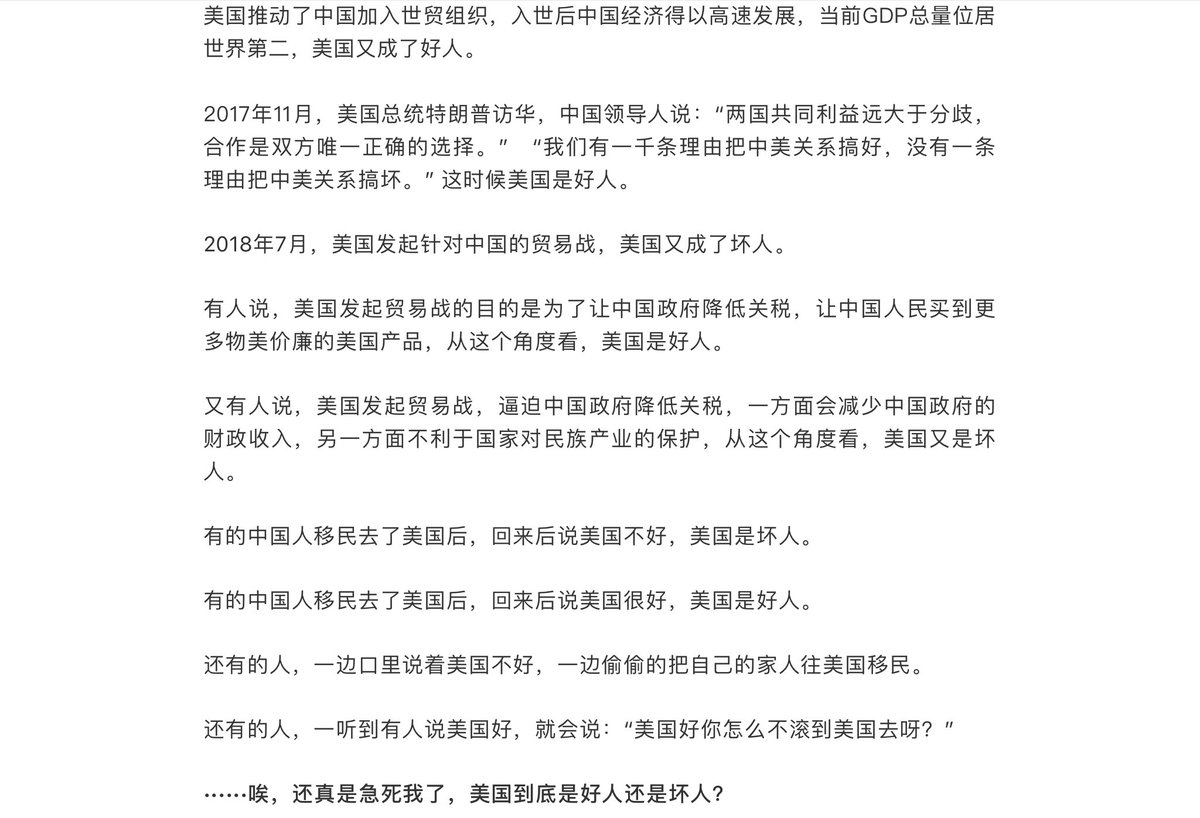 美国推动了中国加入世贸组织，入世后中国经济得以高速发展，当前GDP总量位居
世界第二，美国又成了好人。
2017年11月，美国总统特朗普访华，中国领导人说：“两国共同利益远大于分歧，
合作是双方唯一正确的选择。” “我们有一千条理由把中美关系搞好，没有一条
理由把中美关系搞坏。”这时候美国是好人。
2018年7月，美国发起针对中国的贸易战，美国又成了坏人。
有人说，美国发起贸易战的目的是为了让中国政府降低关税，让中国人民买到更
多物美价廉的美国产品，从这个角度看，美国是好人。
又有人说，美国发起贸易战，逼迫中国政府降低关税，一方面会减少中国政府的
财政收入，另一方面不利于国家对民族产业的保护，从这个角度看，美国又是坏
人。
有的中国人移民去了美国后，回来后说美国不好，美国是坏人。
有的中国人移民去了美国后，回来后说美国很好，美国是好人。
还有的人，一边口里说着美国不好，一边偷偷的把自己的家人往美国移民。
还有的人，一听到有人说美国好，就会说：“美国好你怎么不滚到美国去呀？”
……唉，还真是急死我了，美国到底是好人还是坏人？